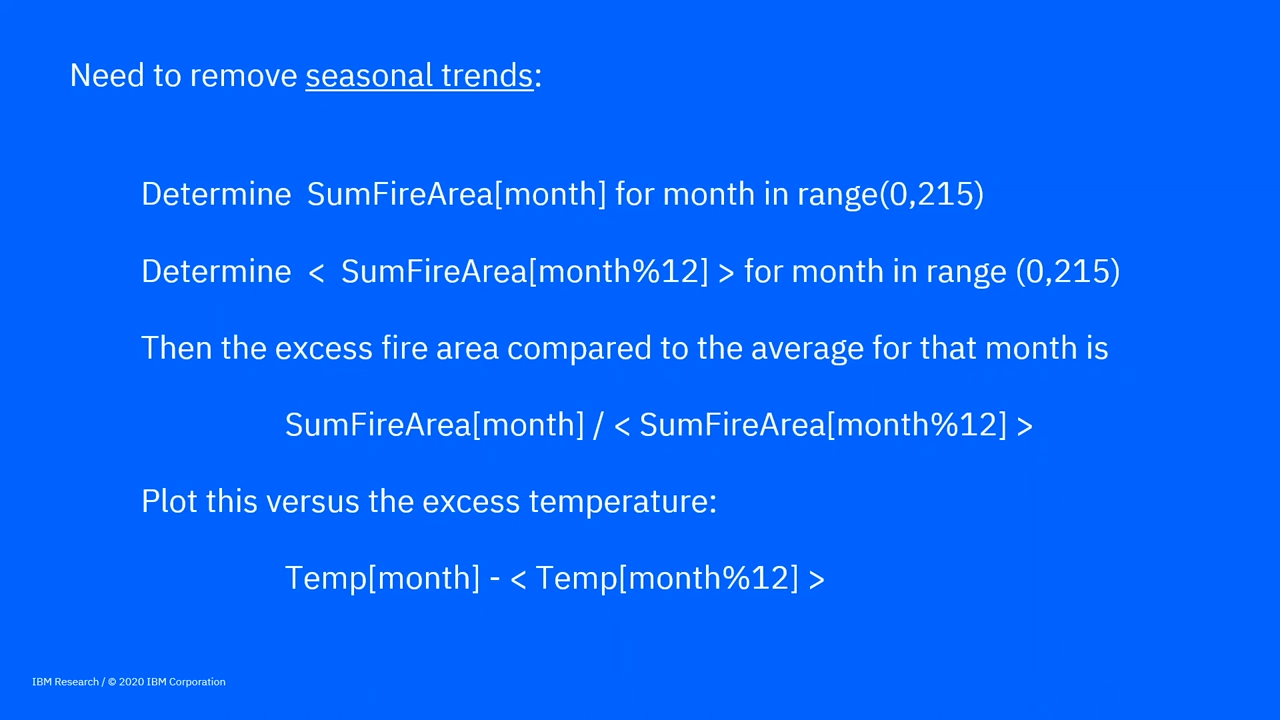 Need to remove seasonal trends:
Determine  SumFireArea[month] for month in range(0,215)
Determine  <  SumFireArea[month%12] > for month in range (0,215)
Then the excess fire area compared to the average for that month is
SumFireArea[month] / < SumFireArea[month%12] >
Plot this versus the excess temperature:
Temp[month] - < Temp[month%12] >
IBM Research / © 2020 IBM Corporation